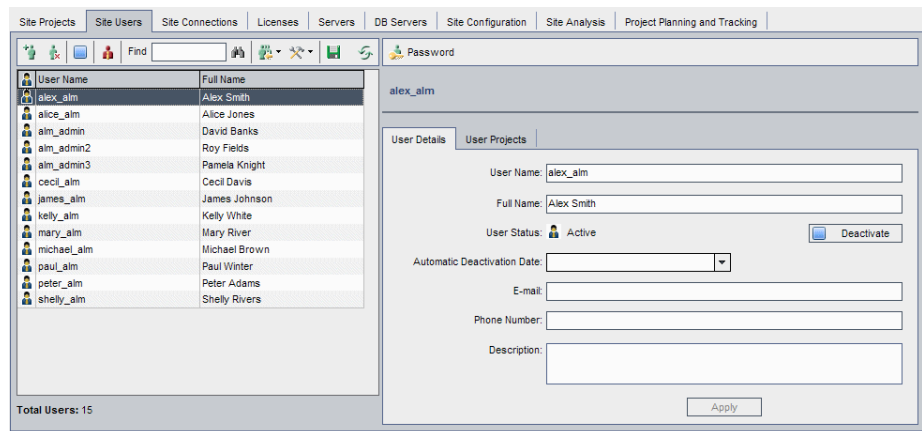 Site Projects Site Users Site Connections Licenses Servers DB Servers Site Configuration Site Analysis Project Planning and Tracking
Find
Password
User Name Full Name
alex_alm Alex Smith
alice_alm Alice Jones
alm_admin David Banks
alm_admin2 Roy Fields
alm_admin3 Pamela Knight
cecil_alm Cecil Davis
james_alm James Johnson
kelly_alm Kelly White
mary_alm Mary River
michael_alm Michael Brown
paul_alm Paul Winter
peter_alm Peter Adams
shelly_alm Shelly Rivers
Total Users: 15
alex_alm
User Details User Projects
User Name: alex_alm
Full Name: Alex Smith
User Status: Active Deactivate
Automatic Deactivation Date:
E-mail:
Phone Number:
Description:
Apply